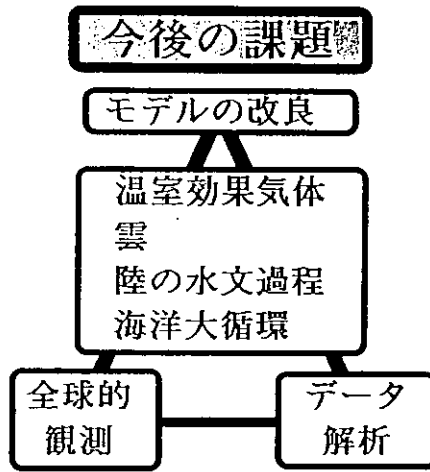 今後の課題
モデルの改良
温室効果気体
雲
陸の水文過程
海洋大循環
全球的
観測
データ
解析